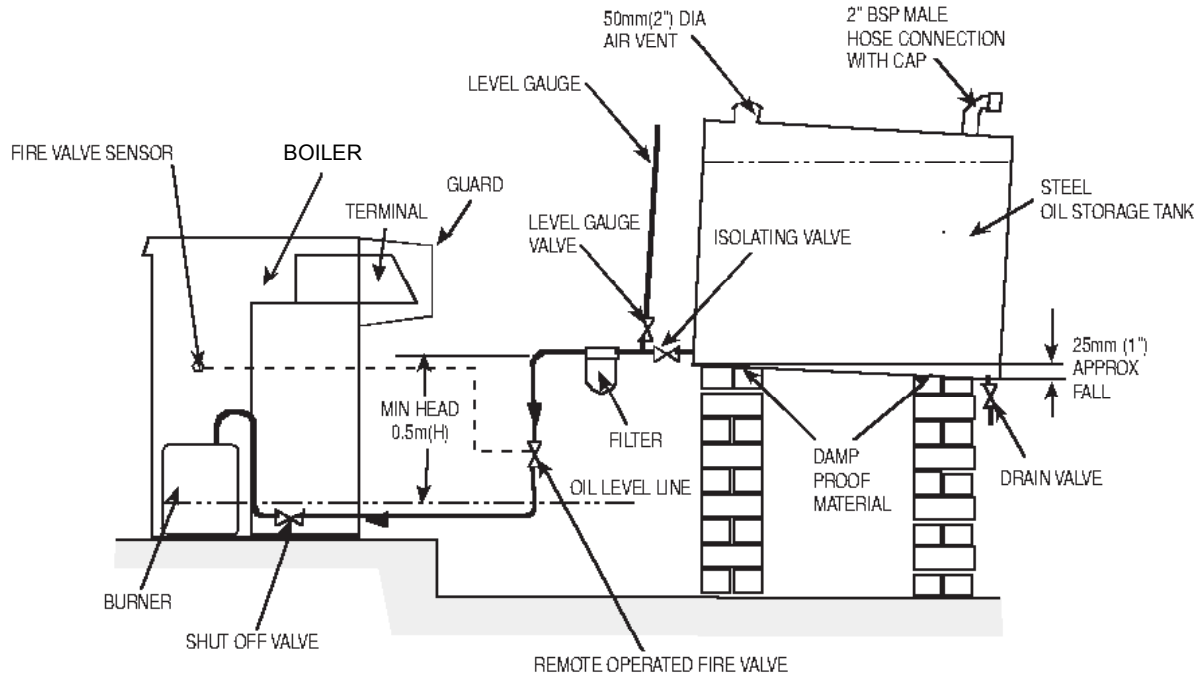 50mm(2") DIA
AIR VENT
2" BSP MALE
HOSE CONNECTION
WITH CAP
LEVEL GAUGE
FIRE VALVE SENSOR
BOILER
GUARD
TERMINAL
LEVEL GAUGE
VALVE
ISOLATING VALVE
STEEL
OIL STORAGE TANK
25mm (1")
APPROX
FALL
MIN HEAD
0.5m(H)
FILTER
OIL LEVEL LINE
DAMP
PROOF
MATERIAL
DRAIN VALVE
BURNER
SHUT OFF VALVE
REMOTE OPERATED FIRE VALVE